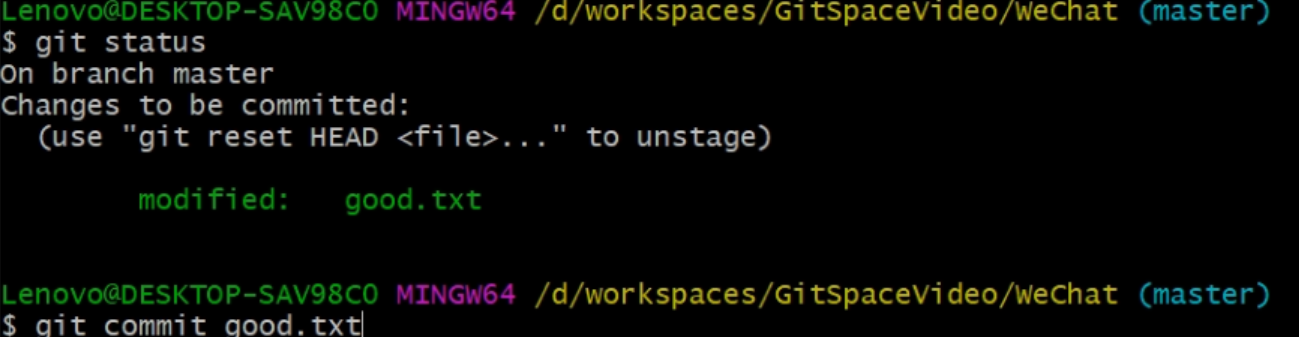 Lenovo@DESKTOP-SAV98C0 MINGW64 /d/workspaces/GitSpaceVideo/WeChat (master)
$ git status
On branch master
Changes to be committed:
  (use "git reset HEAD <file>..." to unstage)
        modified:   good.txt
Lenovo@DESKTOP-SAV98C0 MINGW64 /d/workspaces/GitSpaceVideo/WeChat (master)
$ git commit good.txt